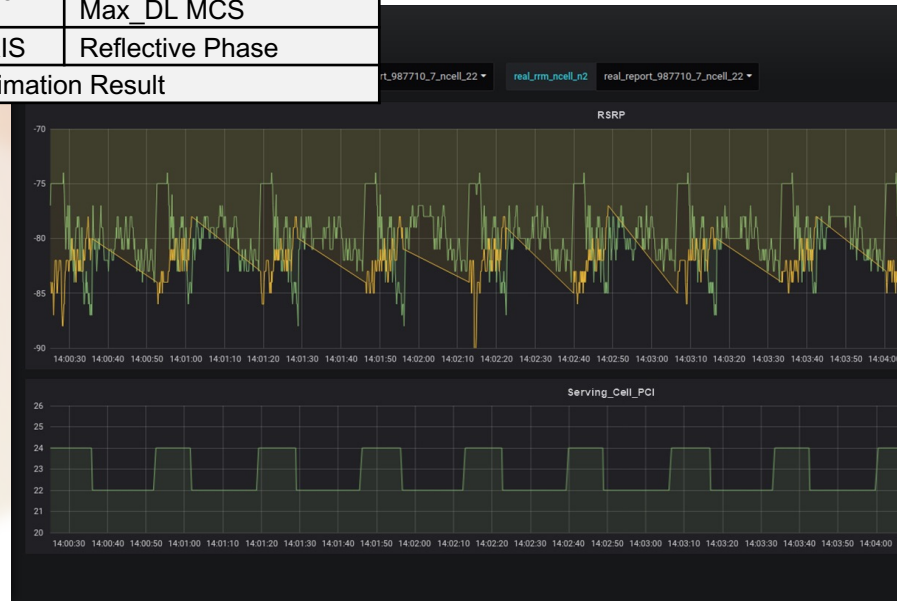 Max_DL MCS
IS Reflective Phase
imation Result
rt_987710_7_ncell_22 real_rrm_ncell_n2 real_report_987710_7_ncell_22
RSRP
-70
-75
-80
-85
-90
14:00:30 14:00:40 14:00:50 14:01:00 14:01:10 14:01:20 14:01:30 14:01:40 14:01:50 14:02:00 14:02:10 14:02:20 14:02:30 14:02:40 14:02:50 14:03:00 14:03:10 14:03:20 14:03:30 14:03:40 14:03:50 14:04:0
Serving_Cell_PCI
26
25
24
23
22
21
20
14:00:30 14:00:40 14:00:50 14:01:00 14:01:10 14:01:20 14:01:30 14:01:40 14:01:50 14:02:00 14:02:10 14:02:20 14:02:30 14:02:40 14:02:50 14:03:00 14:03:10 14:03:20 14:03:30 14:03:40 14:03:50 14:04:00